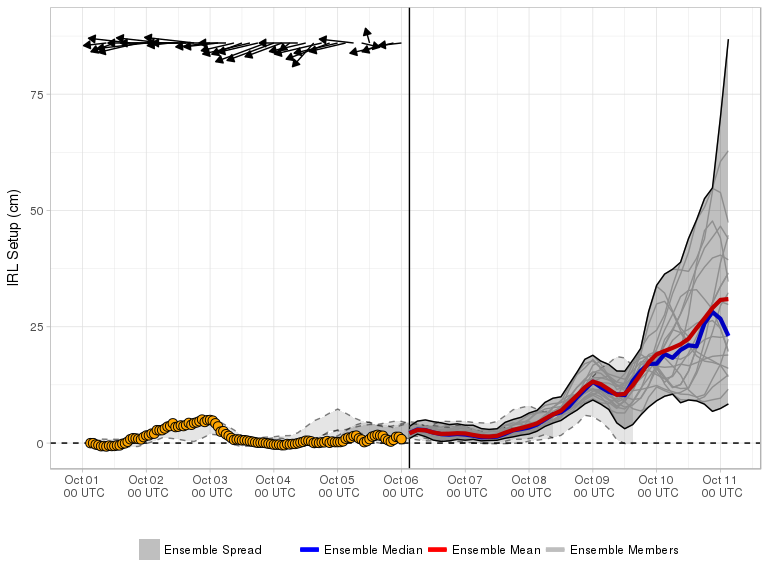 IRL Setup (cm)
75
50
25
0
Oct 01 Oct 02 Oct 03 Oct 04 Oct 05 Oct 06 Oct 07 Oct 08 Oct 09 Oct 10 Oct 11
00 UTC 00 UTC 00 UTC 00 UTC 00 UTC 00 UTC 00 UTC 00 UTC 00 UTC 00 UTC 00 UTC
Ensemble Spread Ensemble Median Ensemble Mean Ensemble Members